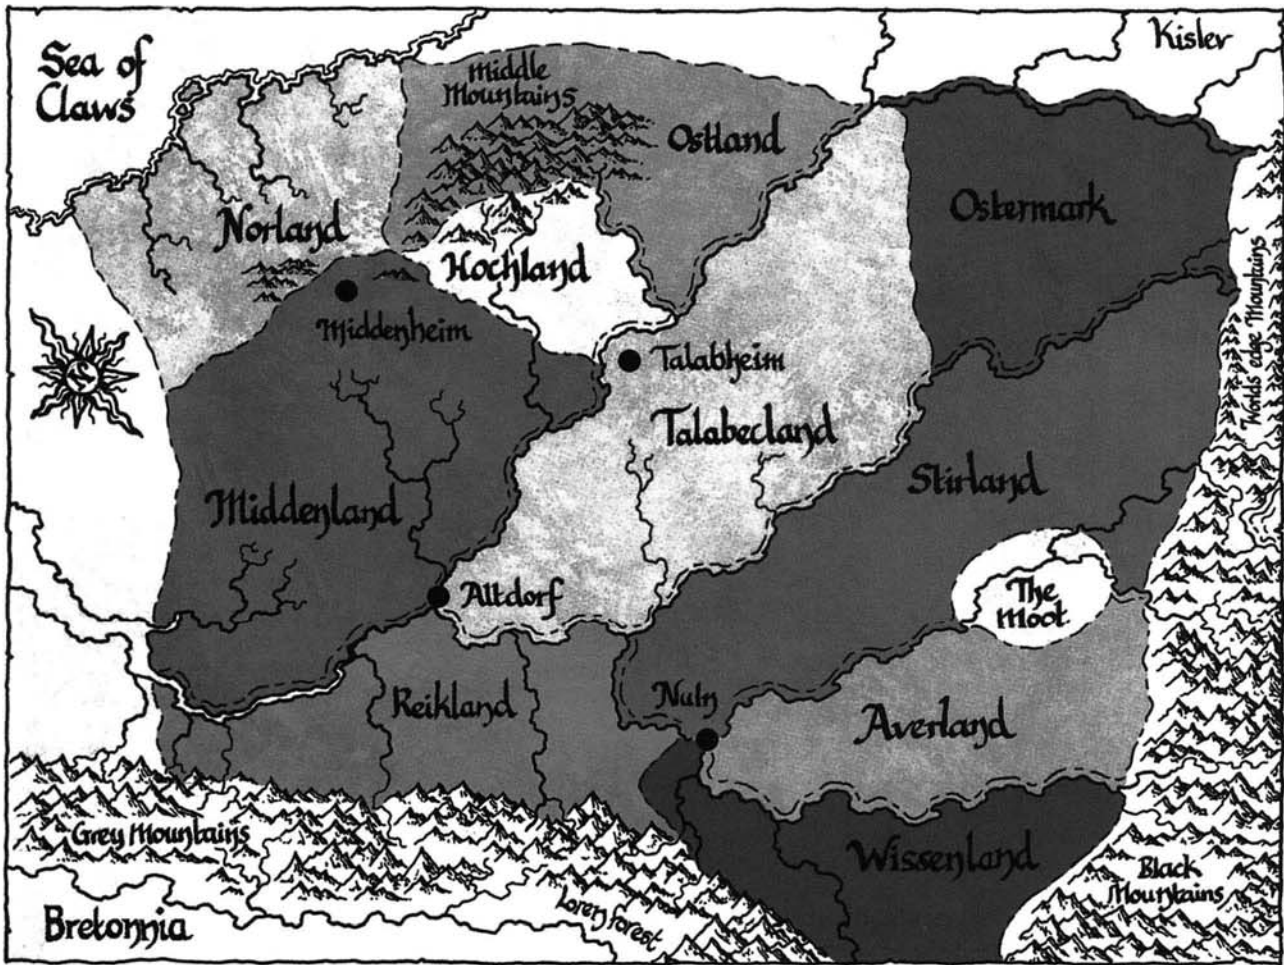 Sea of
Claws
Kislev
Middle
Mountains
Ostland
Ostermark
Norland
Hochland
Worlds' edge Mountains
Middenheim
Talabheim
Talabecland
Stirland
Middenland
Altdorf
The
Moot
Reikland
Nuln
Averland
Grey Mountains
Wissenland
Black
Mountains
Loren forest
Bretonnia